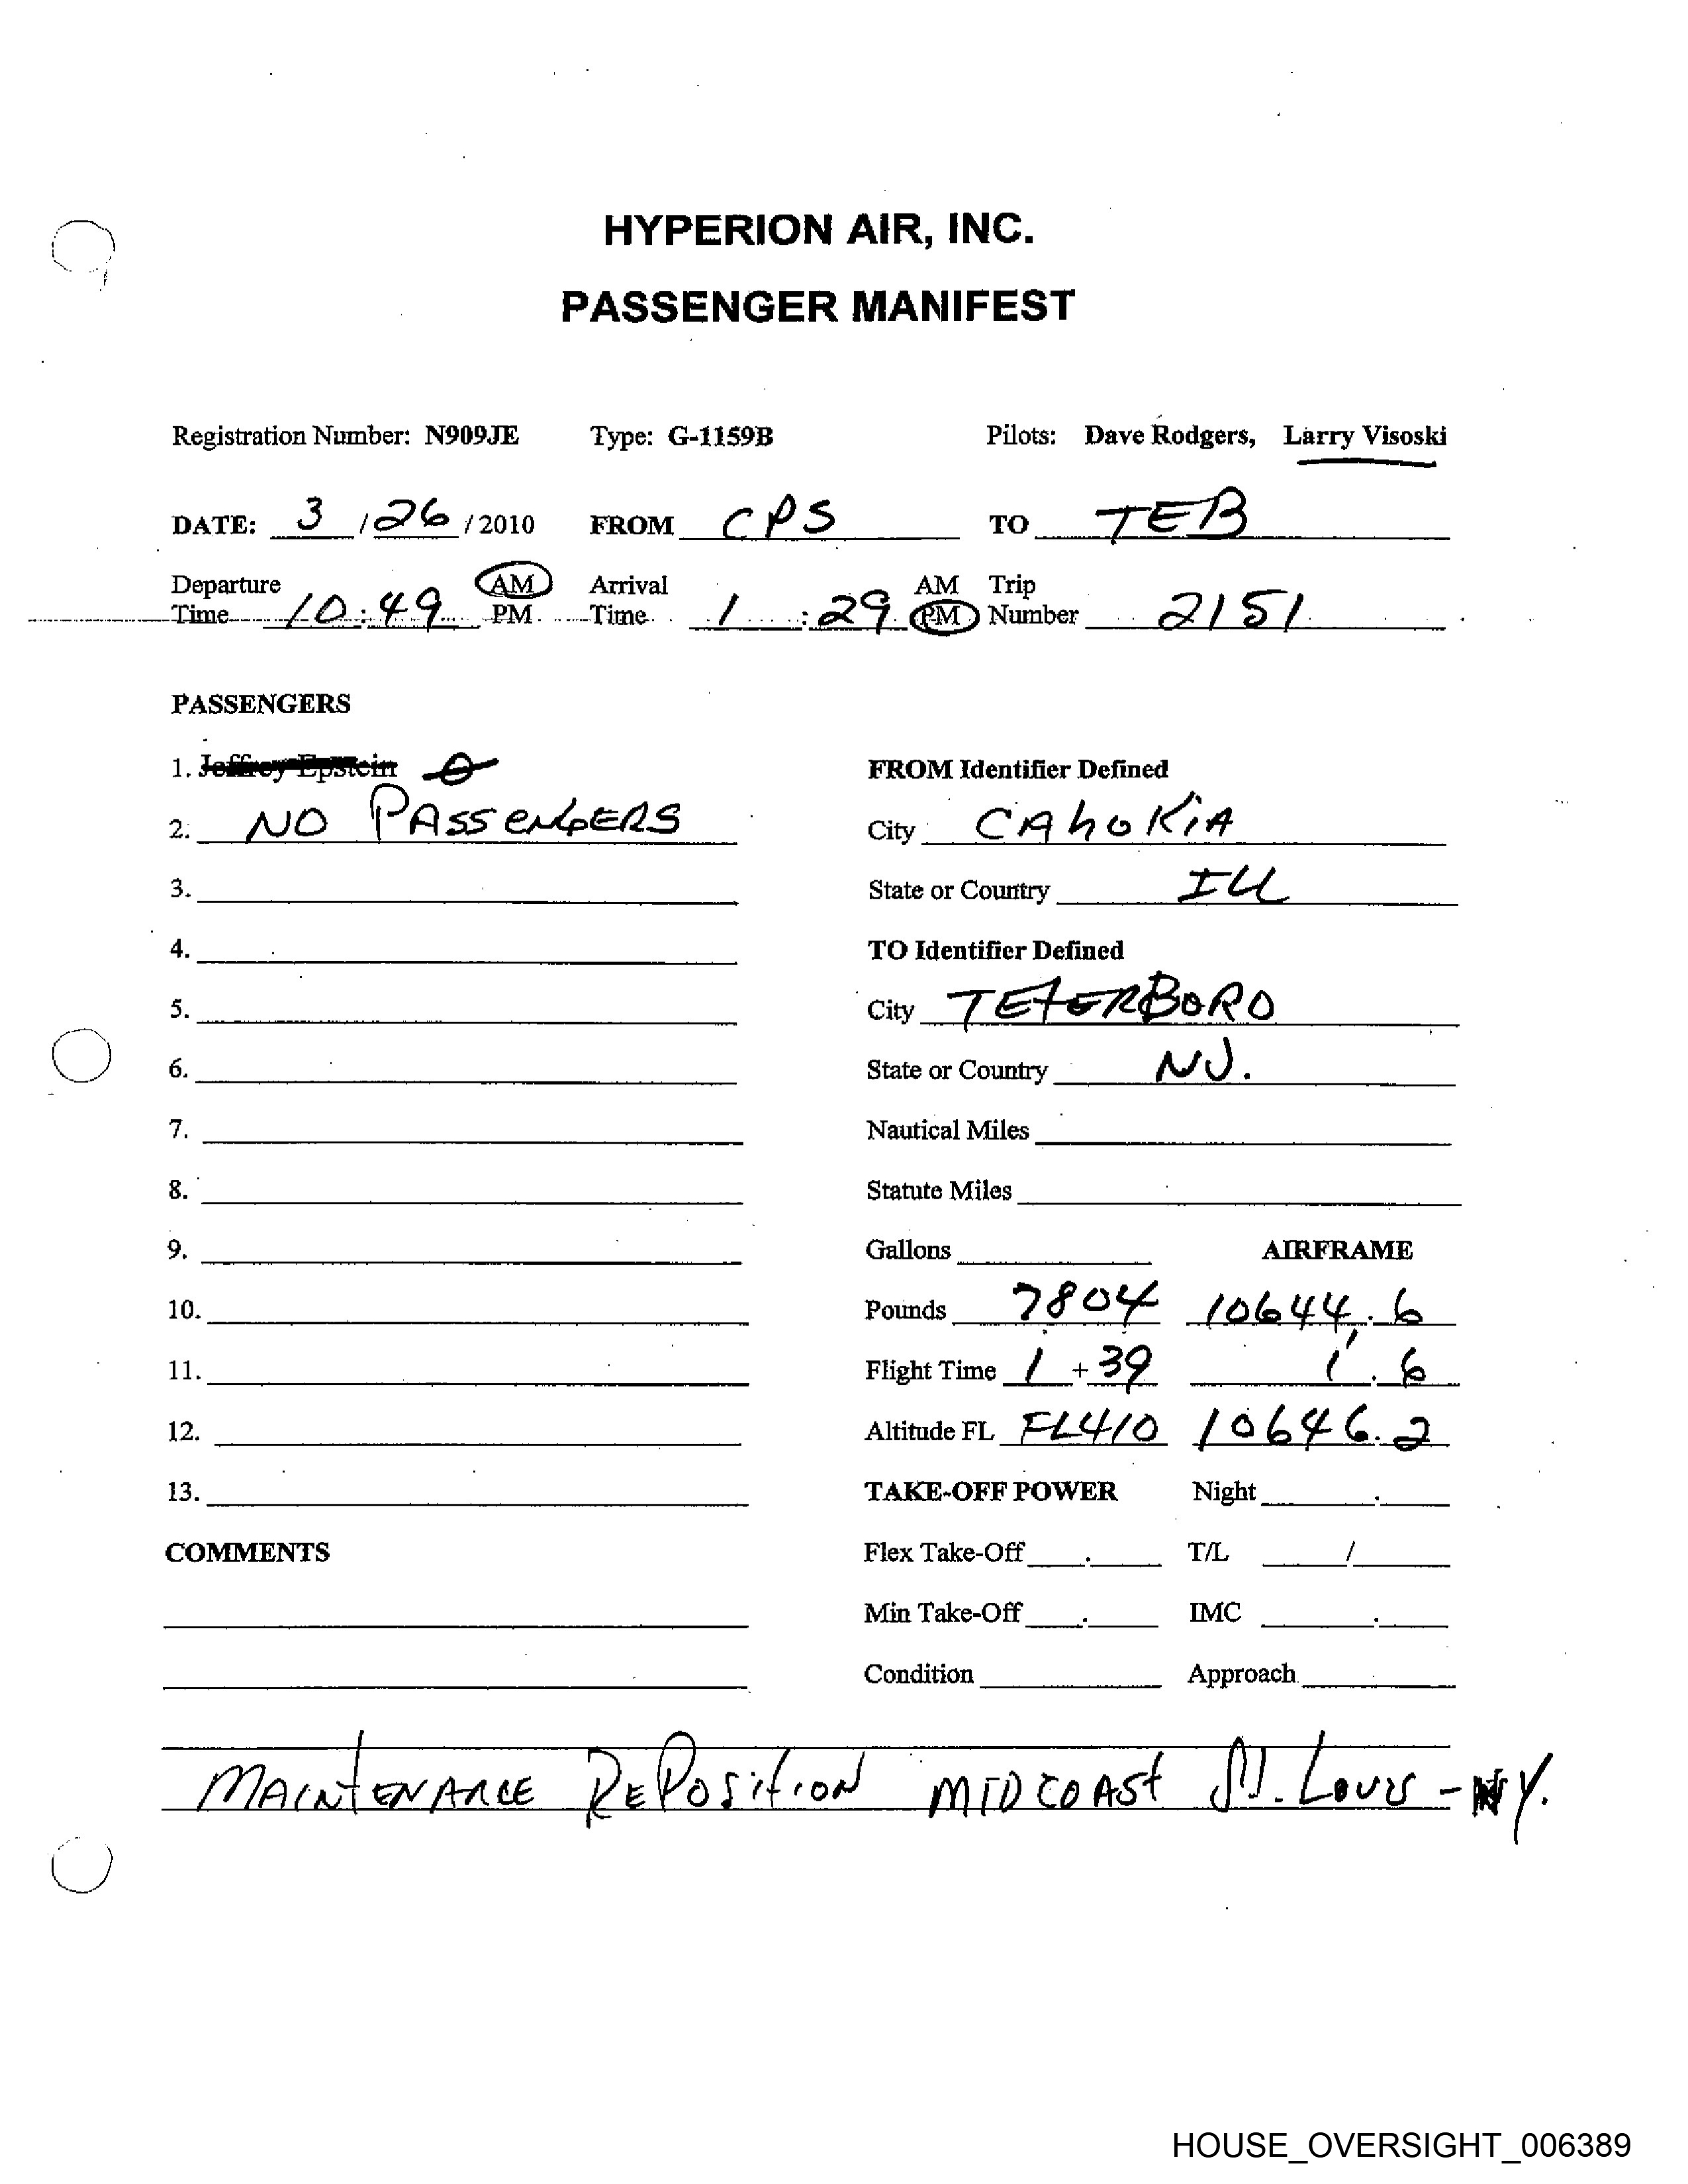 HYPERION AIR, INC.
PASSENGER MANIFEST
Registration Number: N909JE Type: G-1159B Pilots: Dave Rodgers, Larry Visoski
DATE: 3 / 26 / 2010 FROM CPS TO TEB
Departure Time 10:49 AM PM Arrival Time 1:29 AM PM Trip Number 2151
PASSENGERS
1. Jeffrey Epstein
FROM Identifier Defined
2. NO PASSENGERS
City CAhoKiA
3.
State or Country ILL
4.
TO Identifier Defined
5.
City TETERBORO
6.
State or Country NJ.
7.
Nautical Miles
8.
Statute Miles
9.
Gallons AIRFRAME
10.
Pounds 7804 10644.6
11.
Flight Time 1 + 39 1.6
12.
Altitude FL FL410 10646.2
13.
TAKE-OFF POWER Night
COMMENTS
Flex Take-Off T/L /
Min Take-Off IMC
Condition Approach
MAINTENANCE REPOSITION MIDCOAST ST. LOUIS - NY.
HOUSE_OVERSIGHT_006389